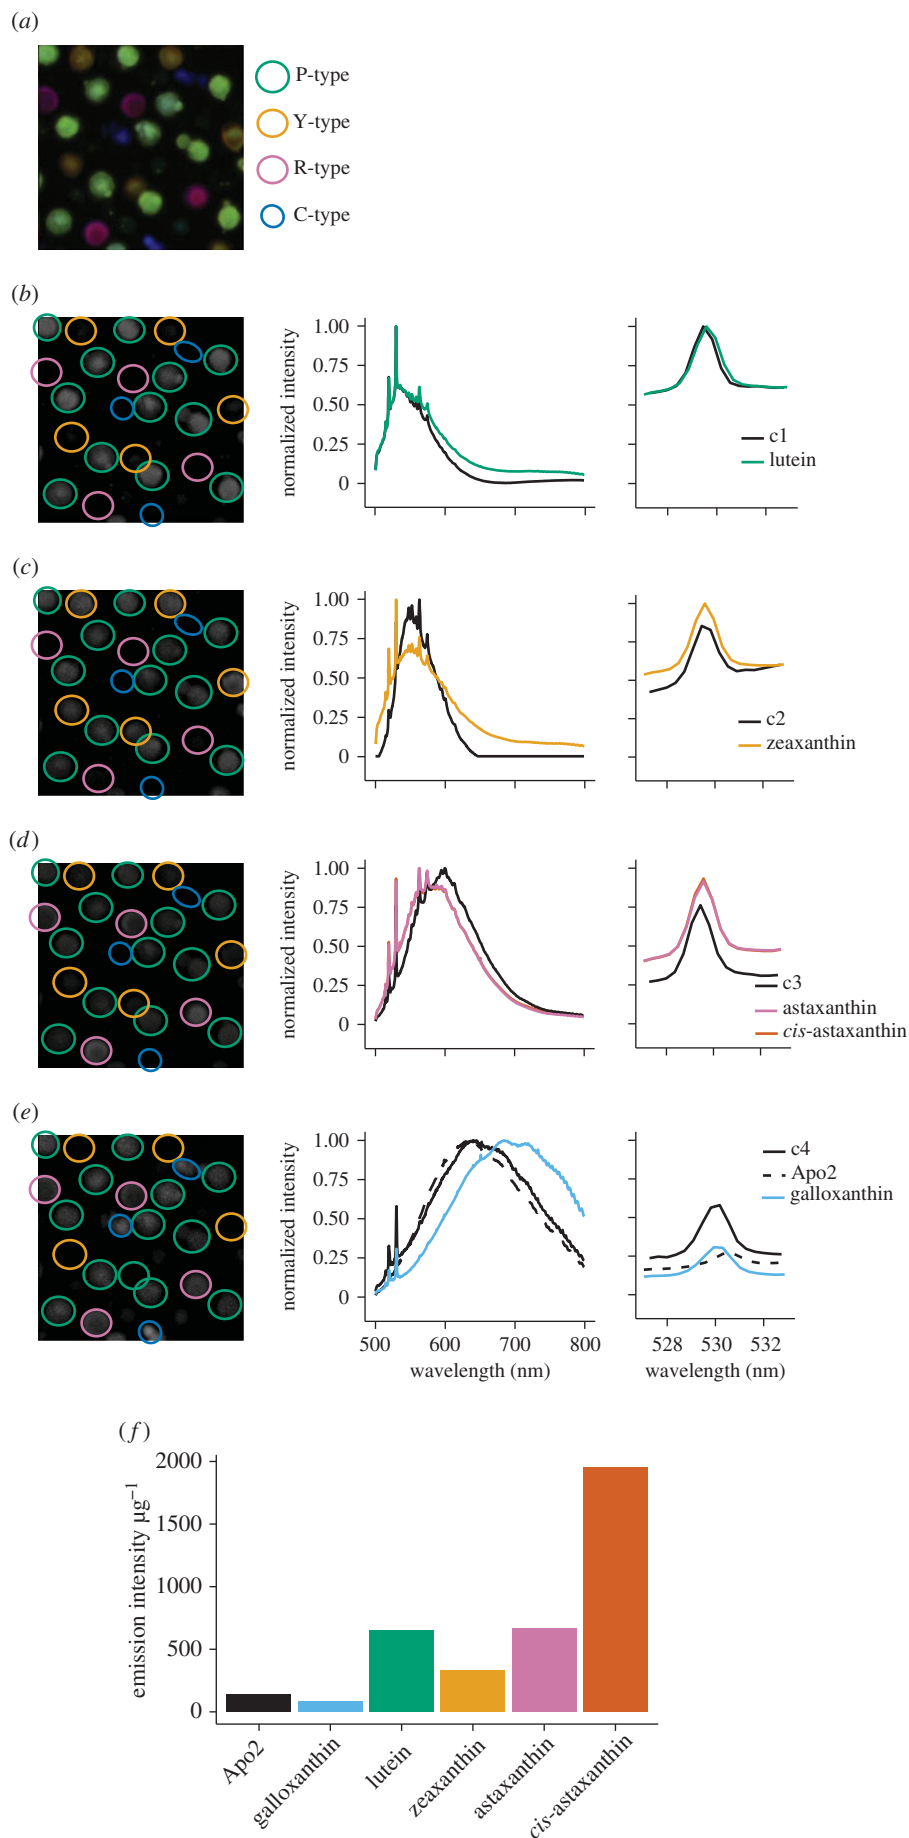 (a)
P-type
Y-type
R-type
C-type
(b)
normalized intensity
1.00
0.75
0.50
0.25
0
c1
lutein
(c)
normalized intensity
1.00
0.75
0.50
0.25
0
c2
zeaxanthin
(d)
normalized intensity
1.00
0.75
0.50
0.25
0
c3
astaxanthin
cis-astaxanthin
(e)
normalized intensity
1.00
0.75
0.50
0.25
0
500 600 700 800
wavelength (nm)
c4
Apo2
galloxanthin
528 530 532
wavelength (nm)
(f)
emission intensity µg⁻¹
2000
1500
1000
500
0
Apo2
galloxanthin
lutein
zeaxanthin
astaxanthin
cis-astaxanthin